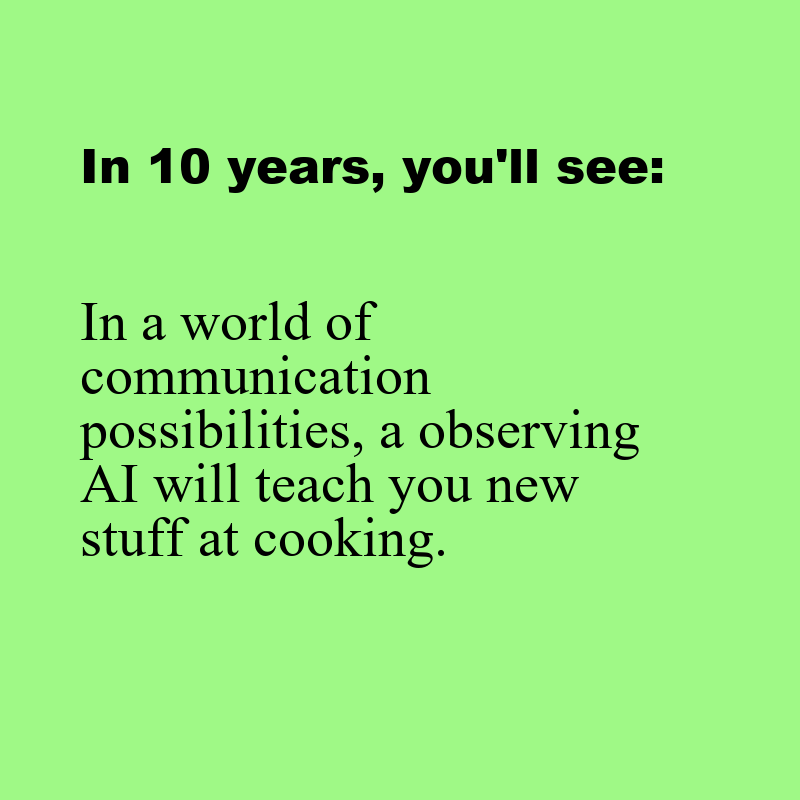 In 10 years, you'll see:
In a world of
communication
possibilities, a observing
AI will teach you new
stuff at cooking.